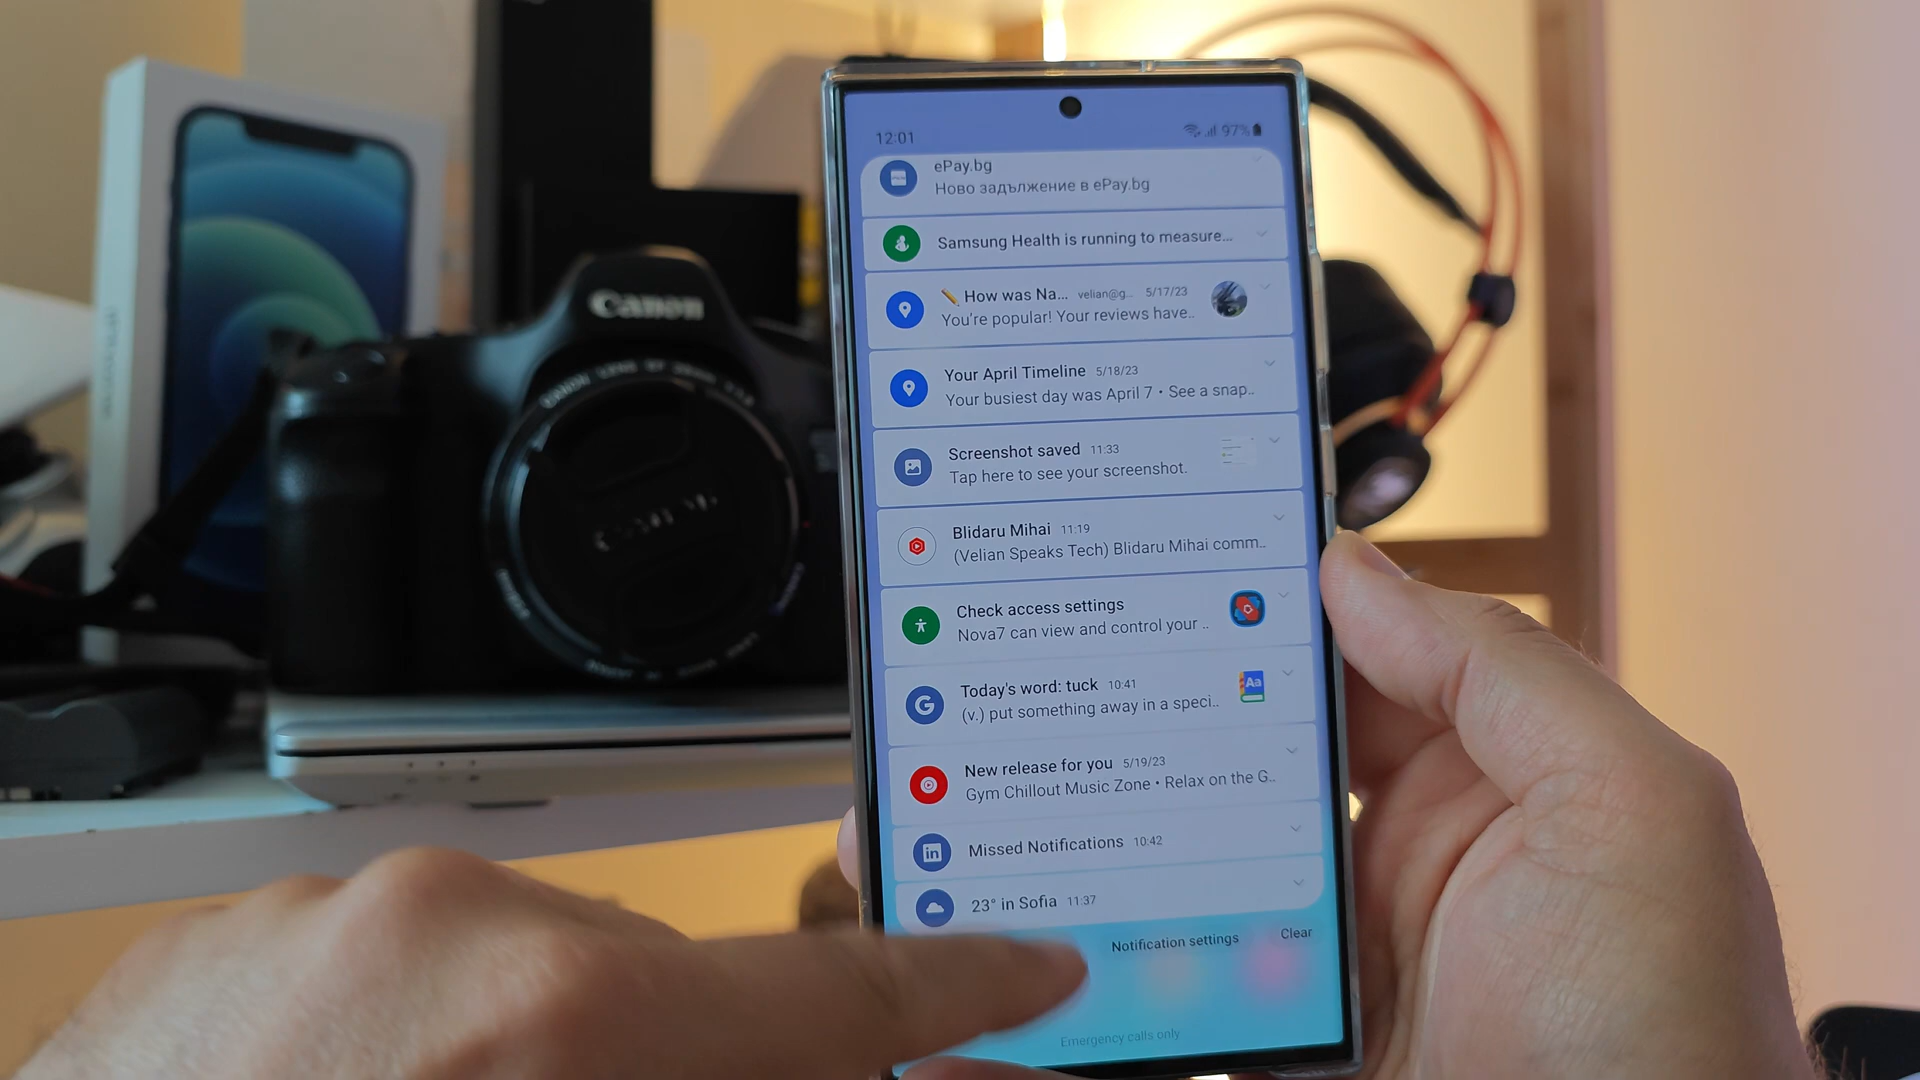 12:01
97%
ePay.bg
Ново задължение в ePay.bg
Samsung Health is running to measure...
✏️ How was Na... velian@g... 5/17/23
You're popular! Your reviews have..
Your April Timeline 5/18/23
Your busiest day was April 7 • See a snap..
Screenshot saved 11:33
Tap here to see your screenshot.
Blidaru Mihai 11:19
(Velian Speaks Tech) Blidaru Mihai comm..
Check access settings
Nova7 can view and control your ..
Today's word: tuck 10:41
Aa
(v.) put something away in a speci..
New release for you 5/19/23
Gym Chillout Music Zone • Relax on the G..
in
Missed Notifications 10:42
23° in Sofia 11:37
Notification settings
Clear
Emergency calls only
Canon
iPhone